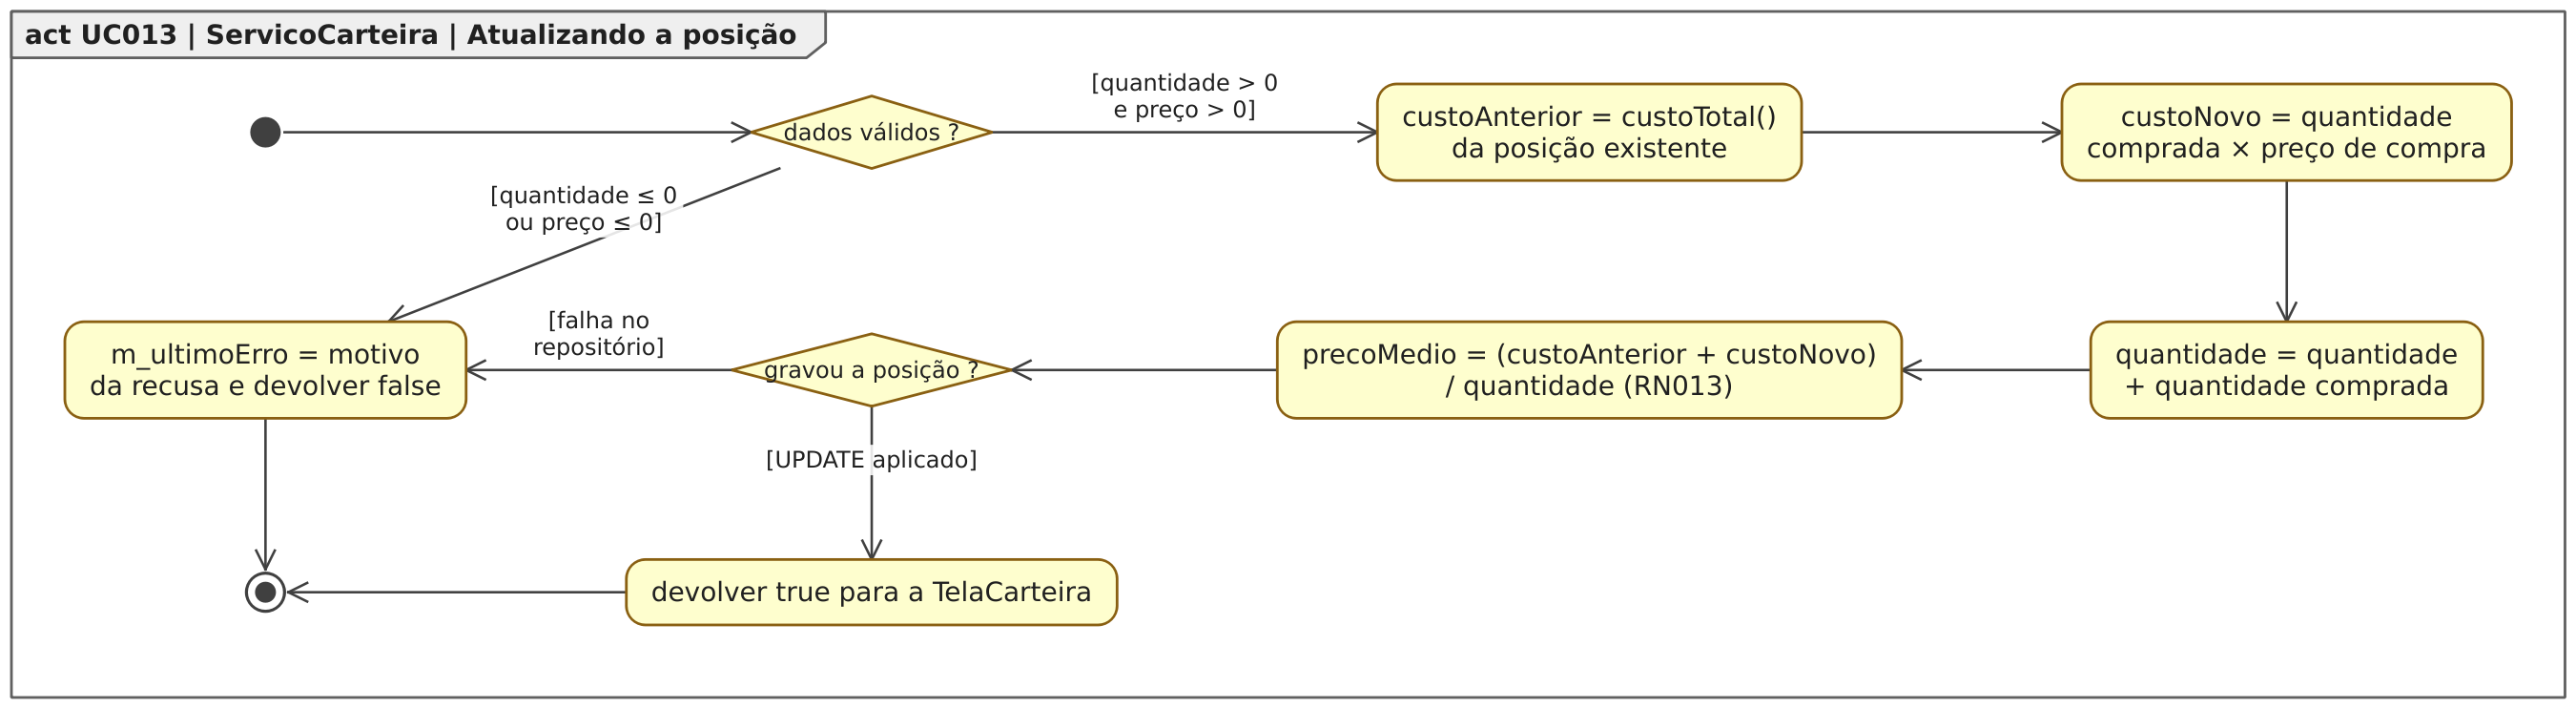 act UC013 | ServicoCarteira | Atualizando a posição
[quantidade > 0
e preço > 0]
dados válidos ?
custoAnterior = custoTotal()
da posição existente
custoNovo = quantidade
comprada × preço de compra
[quantidade ≤ 0
ou preço ≤ 0]
m_ultimoErro = motivo
da recusa e devolver false
[falha no
repositório]
gravou a posição ?
precoMedio = (custoAnterior + custoNovo)
/ quantidade (RN013)
quantidade = quantidade
+ quantidade comprada
[UPDATE aplicado]
devolver true para a TelaCarteira